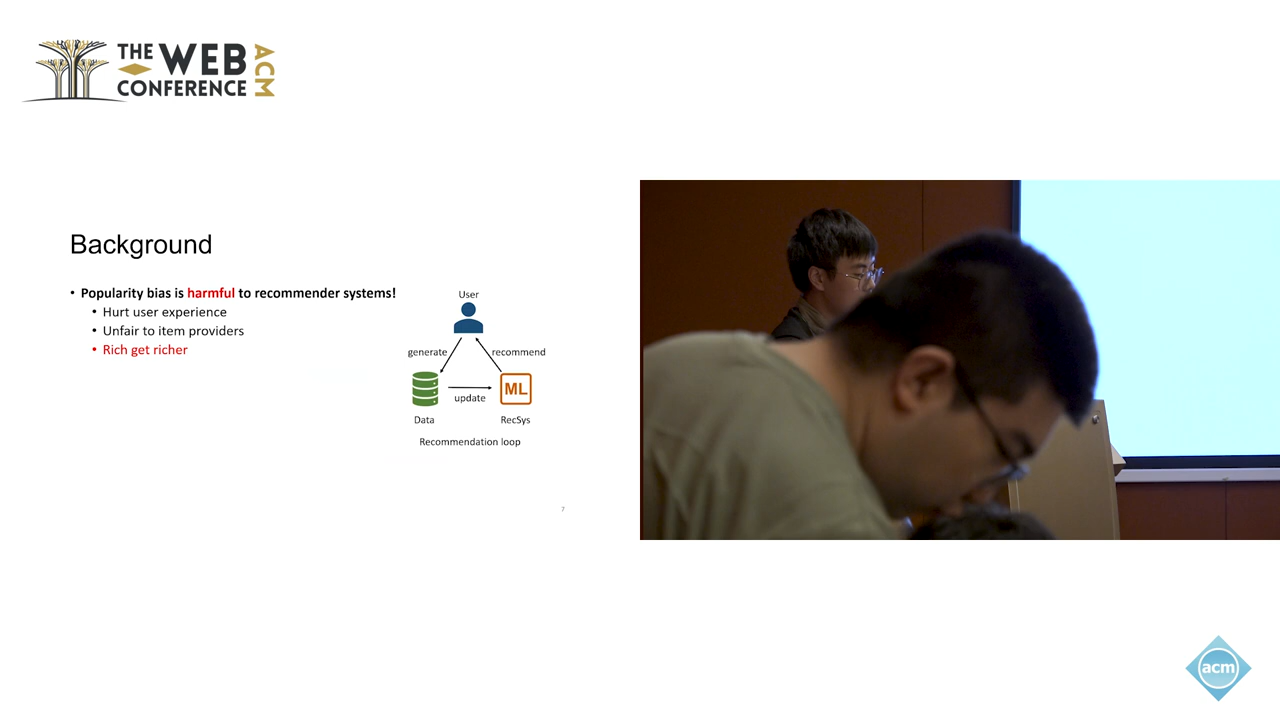 THE WEB
CONFERENCE
ACM
Background
• Popularity bias is harmful to recommender systems!
• Hurt user experience
• Unfair to item providers
• Rich get richer
User
generate
recommend
ML
update
Data
RecSys
Recommendation loop
7
acm